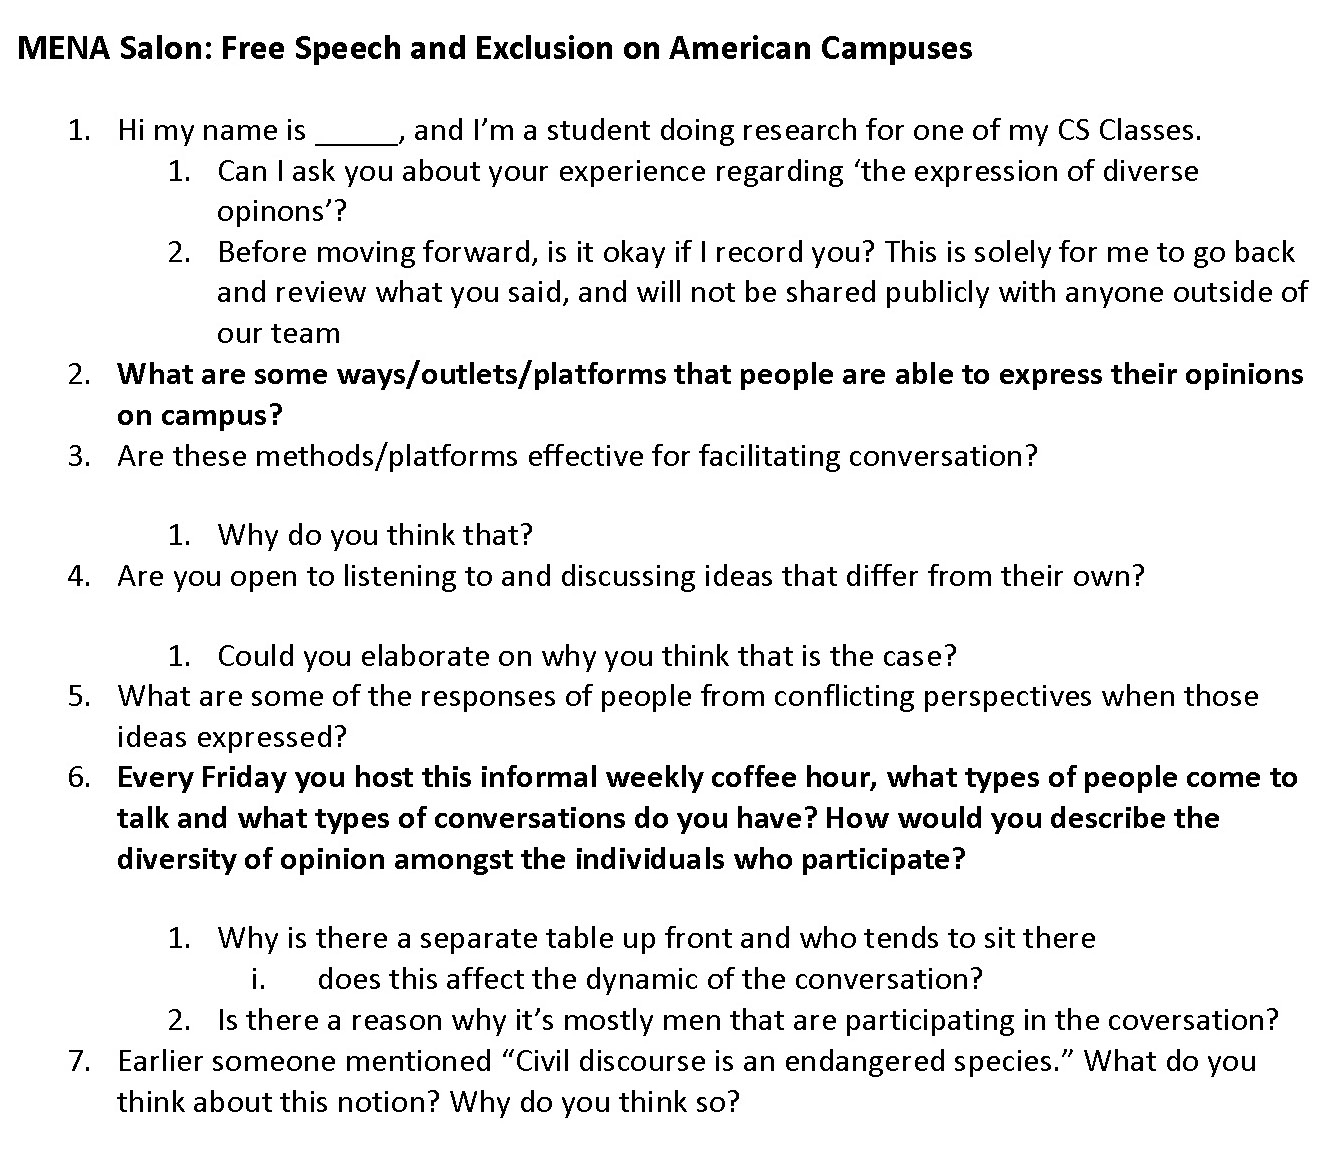 MENA Salon: Free Speech and Exclusion on American Campuses
1. Hi my name is _____, and I’m a student doing research for one of my CS Classes.
1. Can I ask you about your experience regarding ‘the expression of diverse
opinons’?
2. Before moving forward, is it okay if I record you? This is solely for me to go back
and review what you said, and will not be shared publicly with anyone outside of
our team
2. What are some ways/outlets/platforms that people are able to express their opinions
on campus?
3. Are these methods/platforms effective for facilitating conversation?
1. Why do you think that?
4. Are you open to listening to and discussing ideas that differ from their own?
1. Could you elaborate on why you think that is the case?
5. What are some of the responses of people from conflicting perspectives when those
ideas expressed?
6. Every Friday you host this informal weekly coffee hour, what types of people come to
talk and what types of conversations do you have? How would you describe the
diversity of opinion amongst the individuals who participate?
1. Why is there a separate table up front and who tends to sit there
i. does this affect the dynamic of the conversation?
2. Is there a reason why it’s mostly men that are participating in the coversation?
7. Earlier someone mentioned “Civil discourse is an endangered species.” What do you
think about this notion? Why do you think so?